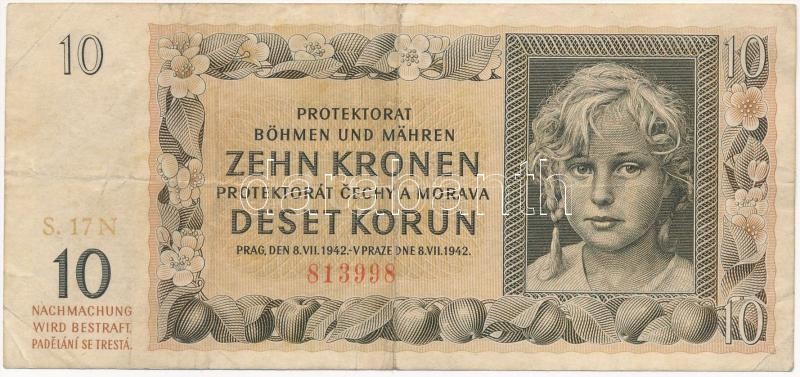 10
10
PROTEKTORAT
BÖHMEN UND MÄHREN
ZEHN KRONEN
PROTEKTORÁT ČECHY A MORAVA
DESET KORUN
PRAG, DEN 8.VII.1942.-V PRAZE DNE 8.VII.1942.
813998
S. 17 N
10
NACHMACHUNG
WIRD BESTRAFT.
PADĚLÁNÍ SE TRESTÁ.
10
darabanth